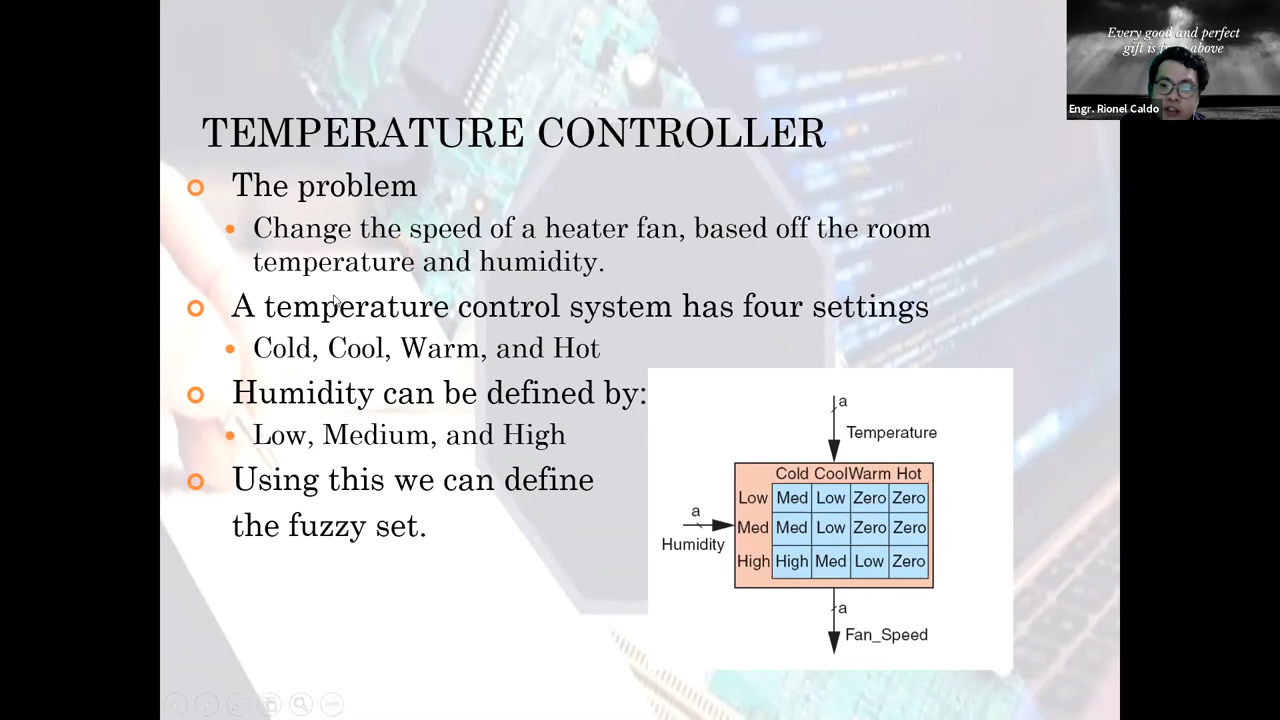 Every good and perfect
gift is from above
Engr. Rionel Caldo
TEMPERATURE CONTROLLER
The problem
Change the speed of a heater fan, based off the room
temperature and humidity.
A temperature control system has four settings
Cold, Cool, Warm, and Hot
Humidity can be defined by:
Low, Medium, and High
Using this we can define
the fuzzy set.
a
Temperature
Cold Cool Warm Hot
Low Med Low Zero Zero
a
Med Med Low Zero Zero
Humidity
High High Med Low Zero
a
Fan_Speed